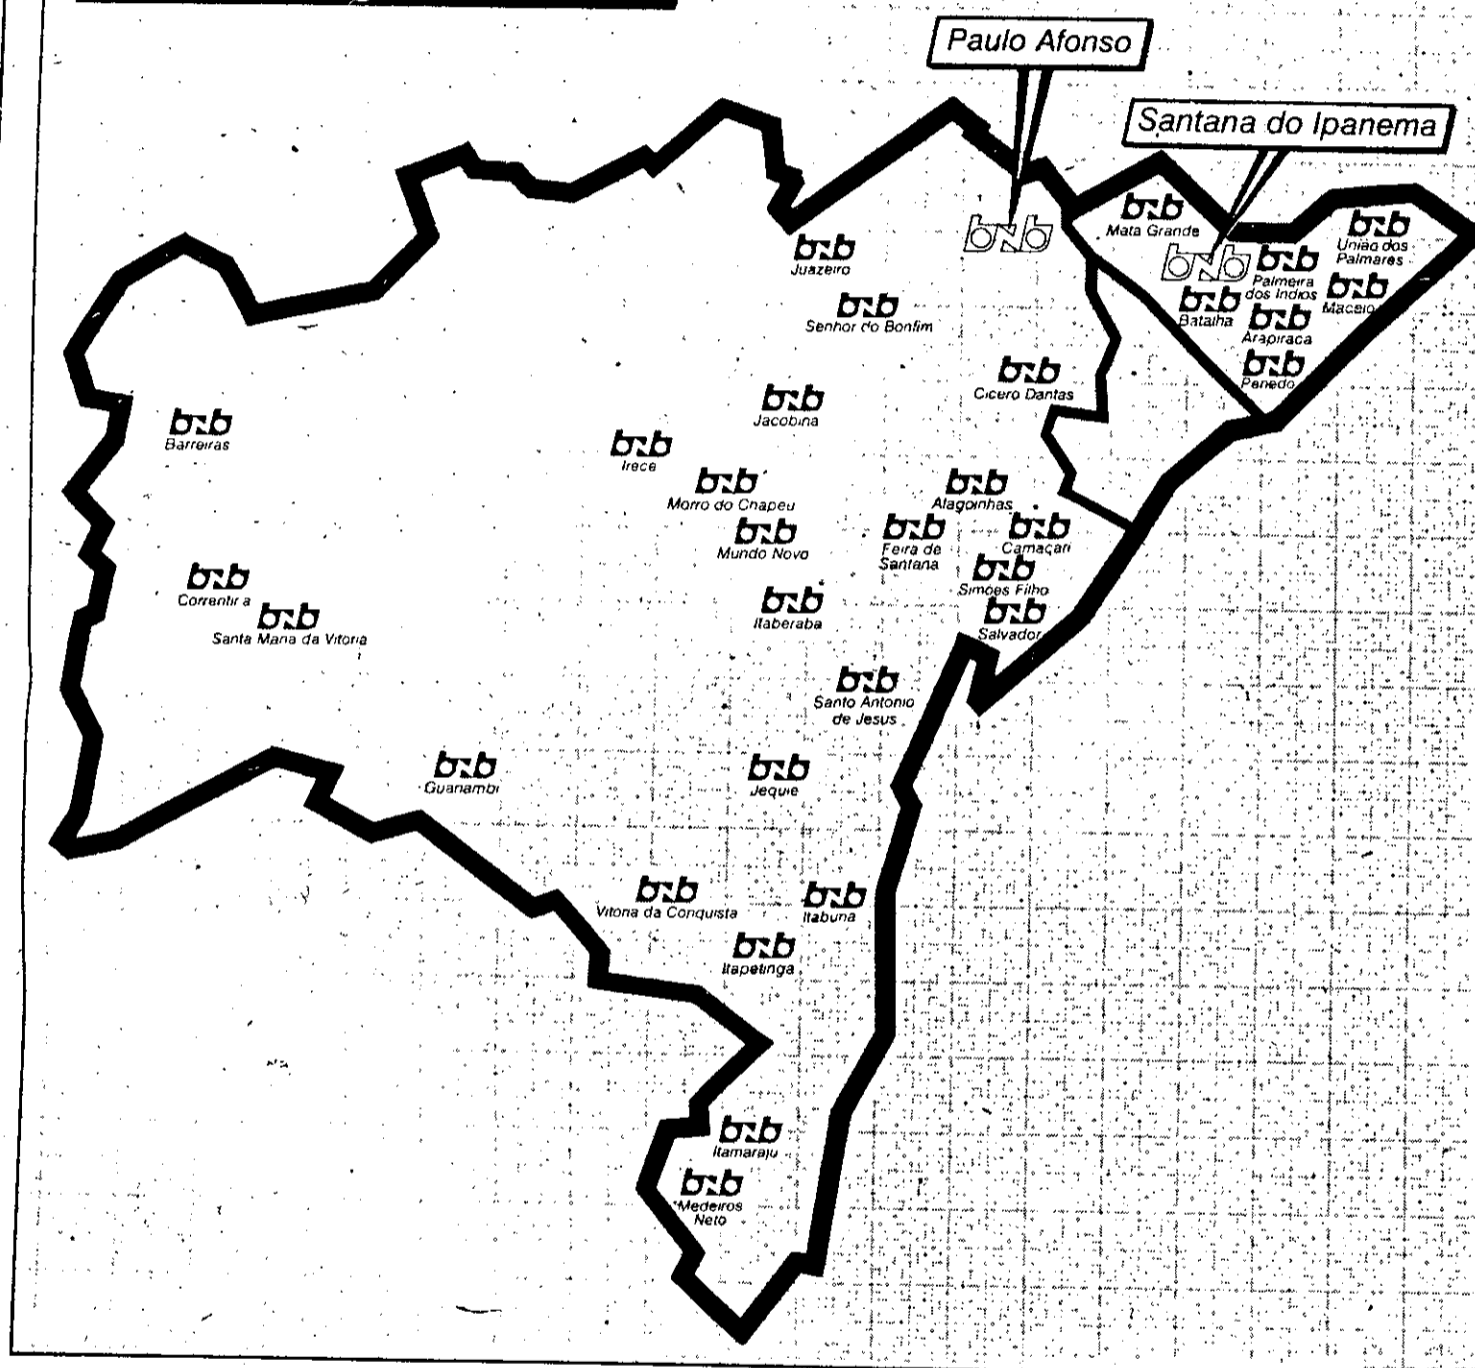 Paulo Afonso
Santana do Ipanema
bnb
Mata Grande
bnb
União dos
Palmares
bnb
bnb
bnb
Palmeira
dos Indios
bnb
Maceio
bnb
Batalha
bnb
Arapiraca
bnb
Penedo
bnb
Juazeiro
bnb
Senhor do Bonfim
bnb
Cicero Dantas
bnb
Jacobina
bnb
Barreiras
bnb
Irece
bnb
Morro do Chapeu
bnb
Alagoinhas
bnb
Mundo Novo
bnb
Feira de
Santana
bnb
Camaçari
bnb
Simões Filho
bnb
Correntina
bnb
Santa Maria da Vitoria
bnb
Itaberaba
bnb
Salvador
bnb
Santo Antonio
de Jesus
bnb
Guanambi
bnb
Jequie
bnb
Vitoria da Conquista
bnb
Itabuna
bnb
Itapetinga
bnb
Itamaraju
bnb
Medeiros
Neto